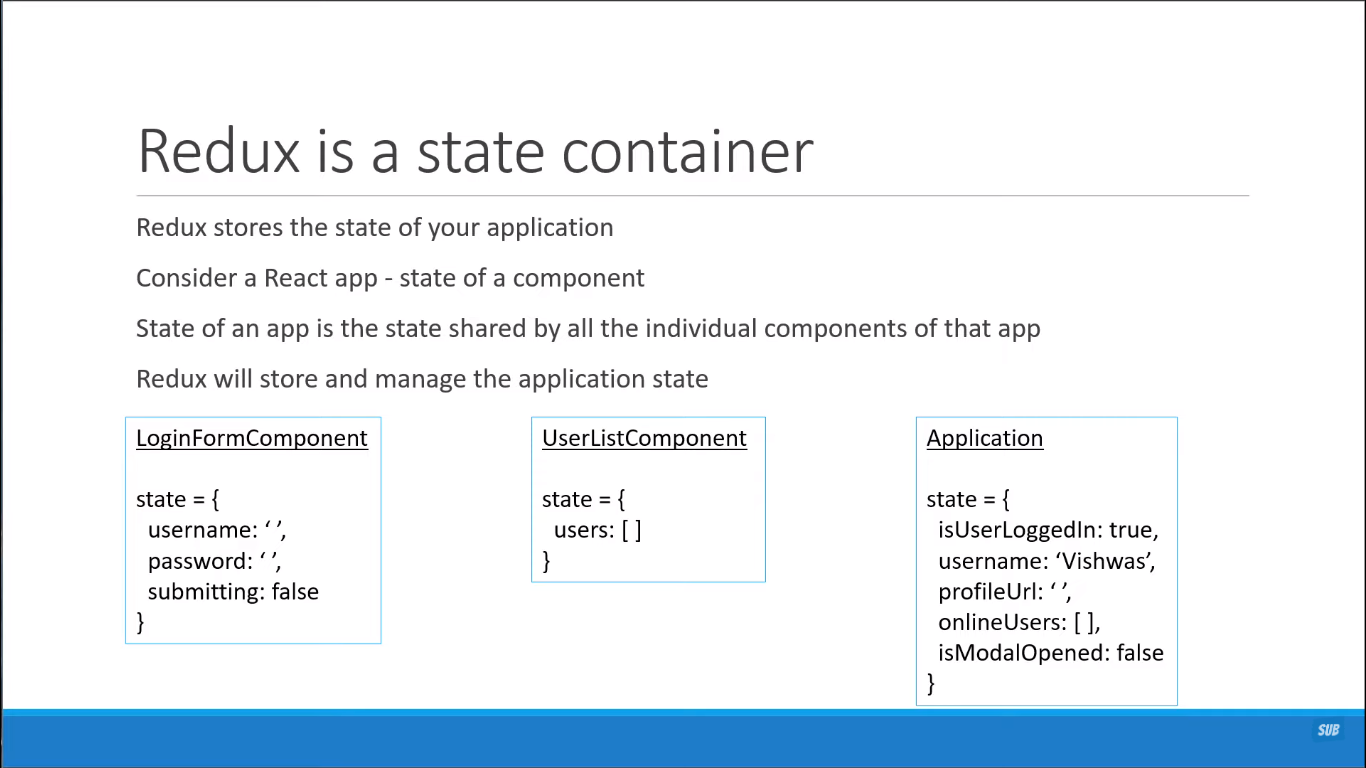 Redux is a state container
Redux stores the state of your application
Consider a React app - state of a component
State of an app is the state shared by all the individual components of that app
Redux will store and manage the application state
LoginFormComponent
state = {
username: ‘ ’,
password: ‘ ’,
submitting: false
}
UserListComponent
state = {
users: [ ]
}
Application
state = {
isUserLoggedIn: true,
username: ‘Vishwas’,
profileUrl: ‘ ’,
onlineUsers: [ ],
isModalOpened: false
}
SUB